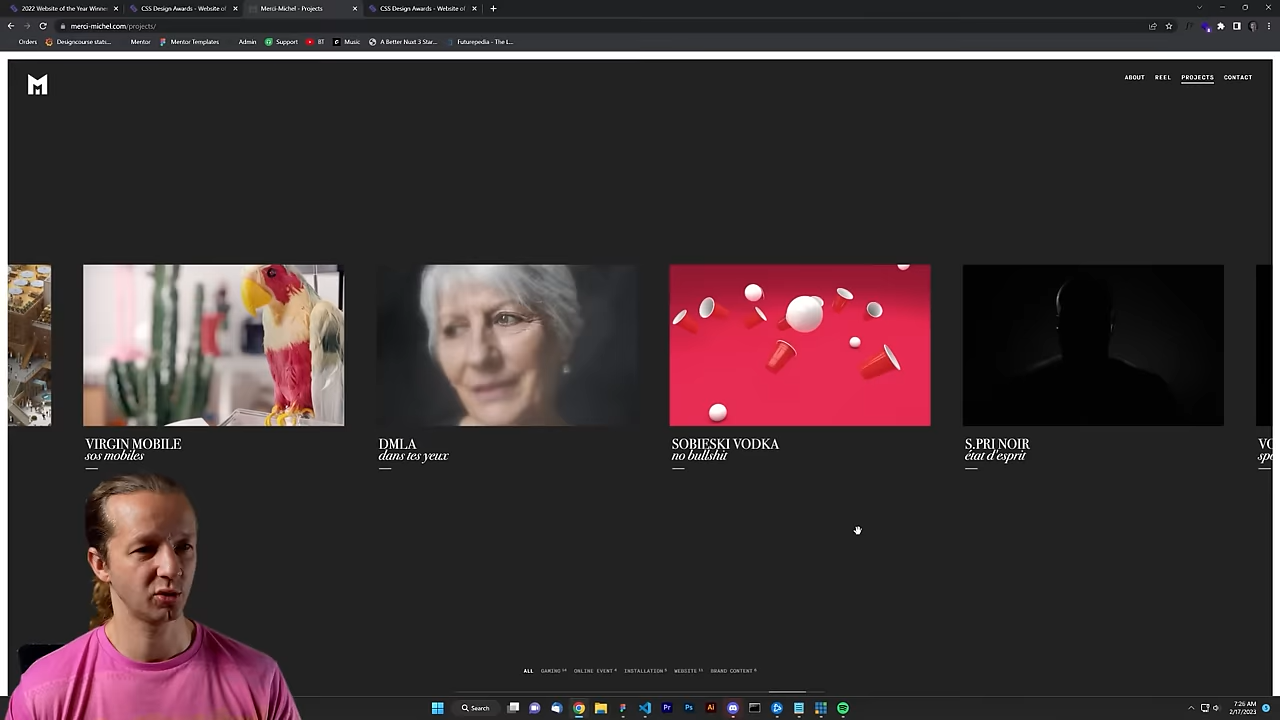 2022 Website of the Year Winner
CSS Design Awards - Website of
Merci-Michel - Projects
CSS Design Awards - Website of
merci-michel.com/projects/
Orders
Designcourse stats...
Mentor
Mentor Templates
Admin
Support
BT
Music
A Better Nuxt 3 Star...
Futurepedia - The L...
ABOUT REEL PROJECTS CONTACT
VIRGIN MOBILE
sos mobiles
DMLA
dans tes yeux
SOBIESKI VODKA
no bullshit
S.PRI NOIR
état d'esprit
VO
spe
ALL GAMING ONLINE EVENT INSTALLATION WEBSITE BRAND CONTENT
Search
7:26 AM
2/17/2023